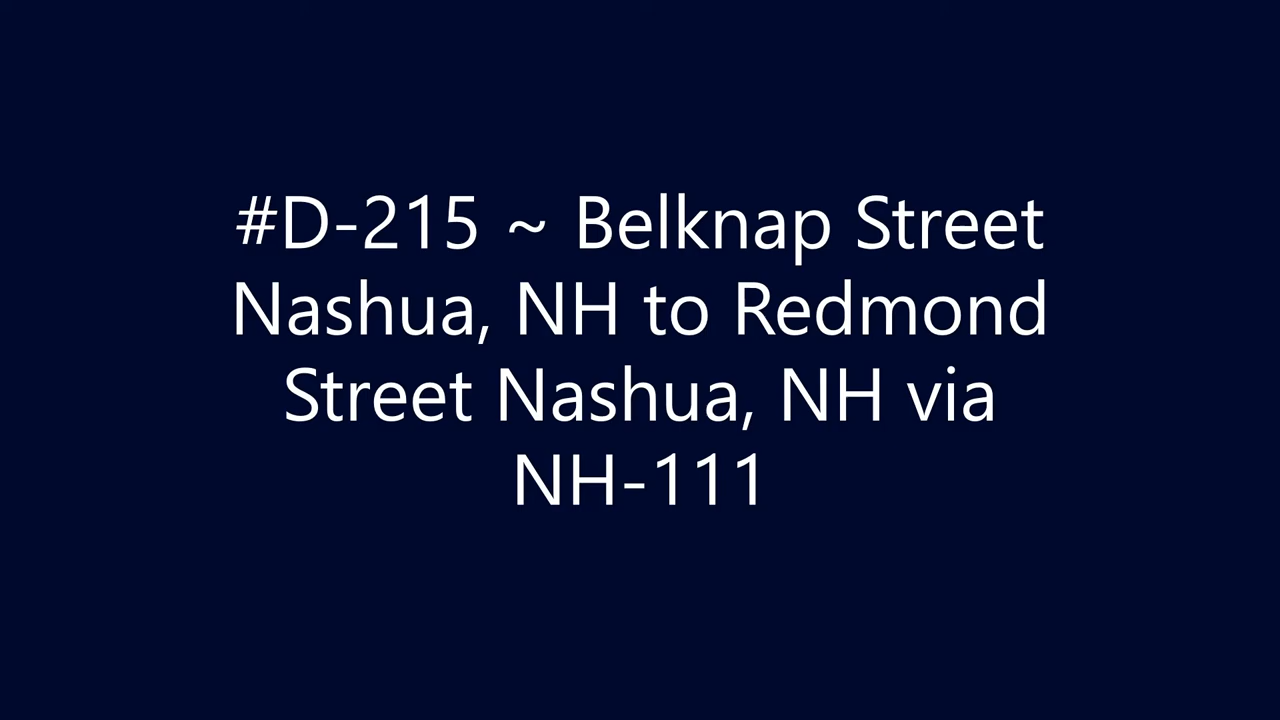 #D-215 ~ Belknap Street
Nashua, NH to Redmond
Street Nashua, NH via
NH-111